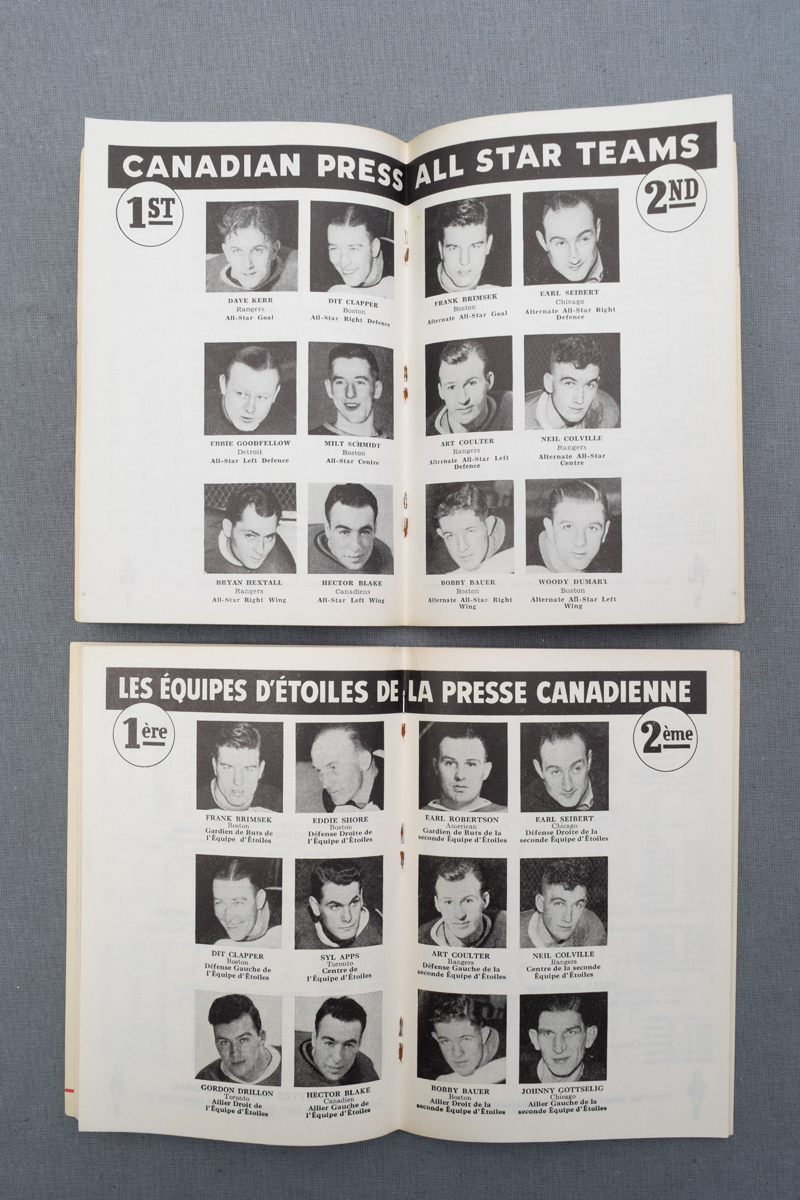 CANADIAN PRESS ALL STAR TEAMS
1ST
2ND
DAVE KERR
Rangers
All-Star Goal
DIT CLAPPER
Boston
All-Star Right Defence
FRANK BRIMSEK
Boston
Alternate All-Star Goal
EARL SEIBERT
Chicago
Alternate All-Star Right
Defence
EBBIE GOODFELLOW
Detroit
All-Star Left Defence
MILT SCHMIDT
Boston
All-Star Centre
ART COULTER
Rangers
Alternate All-Star Left
Defence
NEIL COLVILLE
Rangers
Alternate All-Star
Centre
BRYAN HEXTALL
Rangers
All-Star Right Wing
HECTOR BLAKE
Canadiens
All-Star Left Wing
BOBBY BAUER
Boston
Alternate All-Star Right
Wing
WOODY DUMART
Boston
Alternate All-Star Left
Wing
LES ÉQUIPES D'ÉTOILES DE LA PRESSE CANADIENNE
1ère
2ème
FRANK BRIMSEK
Boston
Gardien de Buts de
l'Équipe d'Étoiles
EDDIE SHORE
Boston
Défense Droite de
l'Équipe d'Étoiles
EARL ROBERTSON
American
Gardien de Buts de la
seconde Équipe d'Étoiles
EARL SEIBERT
Chicago
Défense Droite de la
seconde Équipe d'Étoiles
DIT CLAPPER
Boston
Défense Gauche de
l'Équipe d'Étoiles
SYL APPS
Toronto
Centre de
l'Équipe d'Étoiles
ART COULTER
Rangers
Défense Gauche de la
seconde Équipe d'Étoiles
NEIL COLVILLE
Rangers
Centre de la seconde
Équipe d'Étoiles
GORDON DRILLON
Toronto
Ailier Droit de
l'Équipe d'Étoiles
HECTOR BLAKE
Canadien
Ailier Gauche de
l'Équipe d'Étoiles
BOBBY BAUER
Boston
Ailier Droit de la
seconde Équipe d'Étoiles
JOHNNY GOTTSELIG
Chicago
Ailier Gauche de la
seconde Équipe d'Étoiles